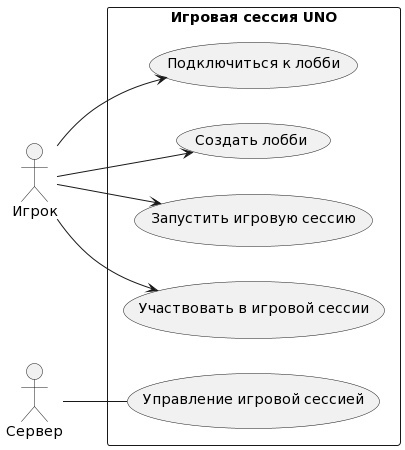 Игровая сессия UNO
Подключиться к лобби
Создать лобби
Запустить игровую сессию
Игрок
Участвовать в игровой сессии
Управление игровой сессией
Сервер